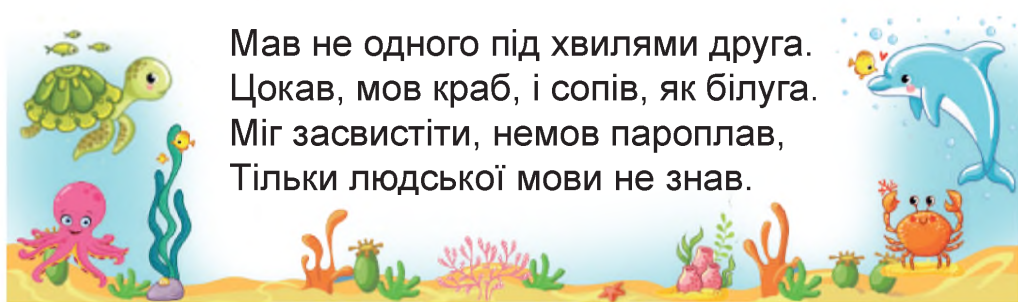 Мав не одного під хвилями друга.
Цокав, мов краб, і сопів, як білуга.
Міг засвистіти, немов пароплав,
Тільки людської мови не знав.